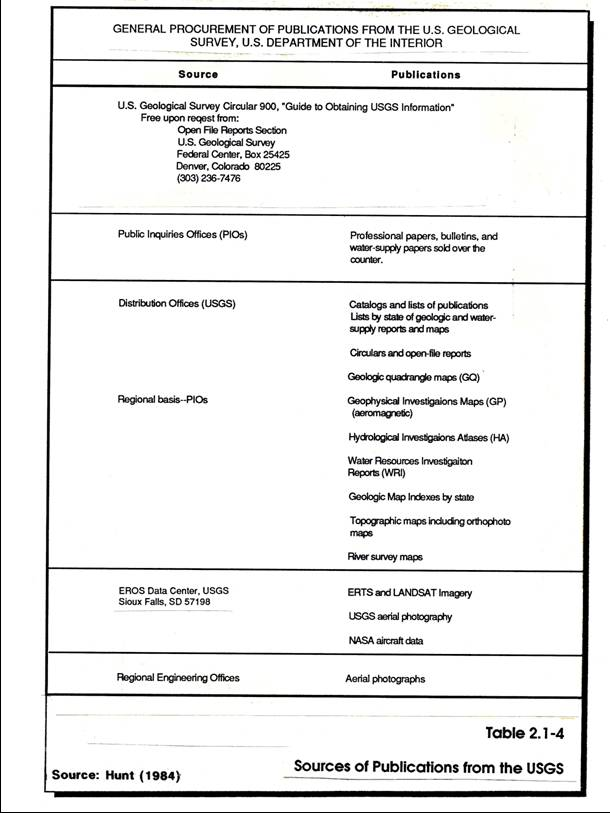 GENERAL PROCUREMENT OF PUBLICATIONS FROM THE U.S. GEOLOGICAL
SURVEY, U.S. DEPARTMENT OF THE INTERIOR
Source Publications
U.S. Geological Survey Circular 900, "Guide to Obtaining USGS Information"
Free upon reqest from:
Open File Reports Section
U.S. Geological Survey
Federal Center, Box 25425
Denver, Colorado 80225
(303) 236-7476
Public Inquiries Offices (PIOs)
Professional papers, bulletins, and
water-supply papers sold over the
counter.
Distribution Offices (USGS)
Catalogs and lists of publications
Lists by state of geologic and water-
supply reports and maps
Circulars and open-file reports
Geologic quadrangle maps (GQ)
Regional basis--PIOs
Geophysical Investigaions Maps (GP)
(aeromagnetic)
Hydrological Investigaions Atlases (HA)
Water Resources Investigaiton
Reports (WRI)
Geologic Map Indexes by state
Topographic maps including orthophoto
maps
River survey maps
EROS Data Center, USGS
Sioux Falls, SD 57198
ERTS and LANDSAT Imagery
USGS aerial photography
NASA aircraft data
Regional Engineering Offices
Aerial photographs
Table 2.1-4
Sources of Publications from the USGS
Source: Hunt (1984)